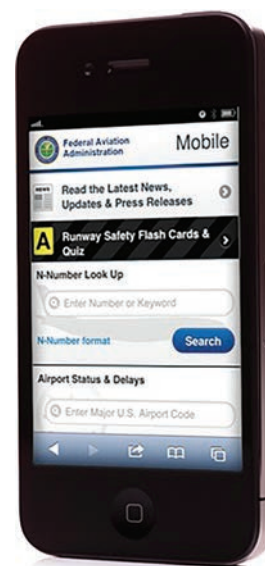 Federal Aviation
Administration
Mobile
NEWS
Read the Latest News,
Updates & Press Releases
A
Runway Safety Flash Cards &
Quiz
N-Number Look Up
Enter Number or Keyword
N-Number format
Search
Airport Status & Delays
Enter Major U.S. Airport Code